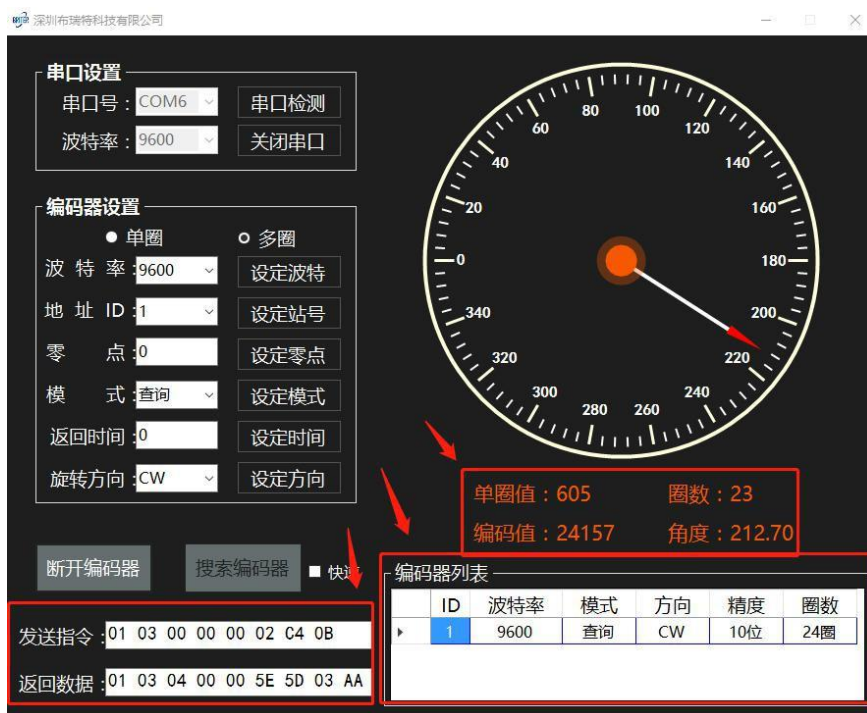 深圳布瑞特科技有限公司
串口设置
串口号：COM6 串口检测
波特率：9600 关闭串口
编码器设置
单圈 多圈
波 特 率:9600 设定波特
地 址 ID:1 设定站号
零 点:0 设定零点
模 式:查询 设定模式
返回时间:0 设定时间
旋转方向:CW 设定方向
断开编码器 搜索编码器
发送指令:01 03 00 00 00 02 C4 0B
返回数据:01 03 04 00 00 5E 5D 03 AA
0
20
40
60
80
100
120
140
160
180
200
220
240
260
280
300
320
340
单圈值：605 圈数：23
编码值：24157 角度：212.70
编码器列表
ID 波特率 模式 方向 精度 圈数
1 9600 查询 CW 10位 24圈